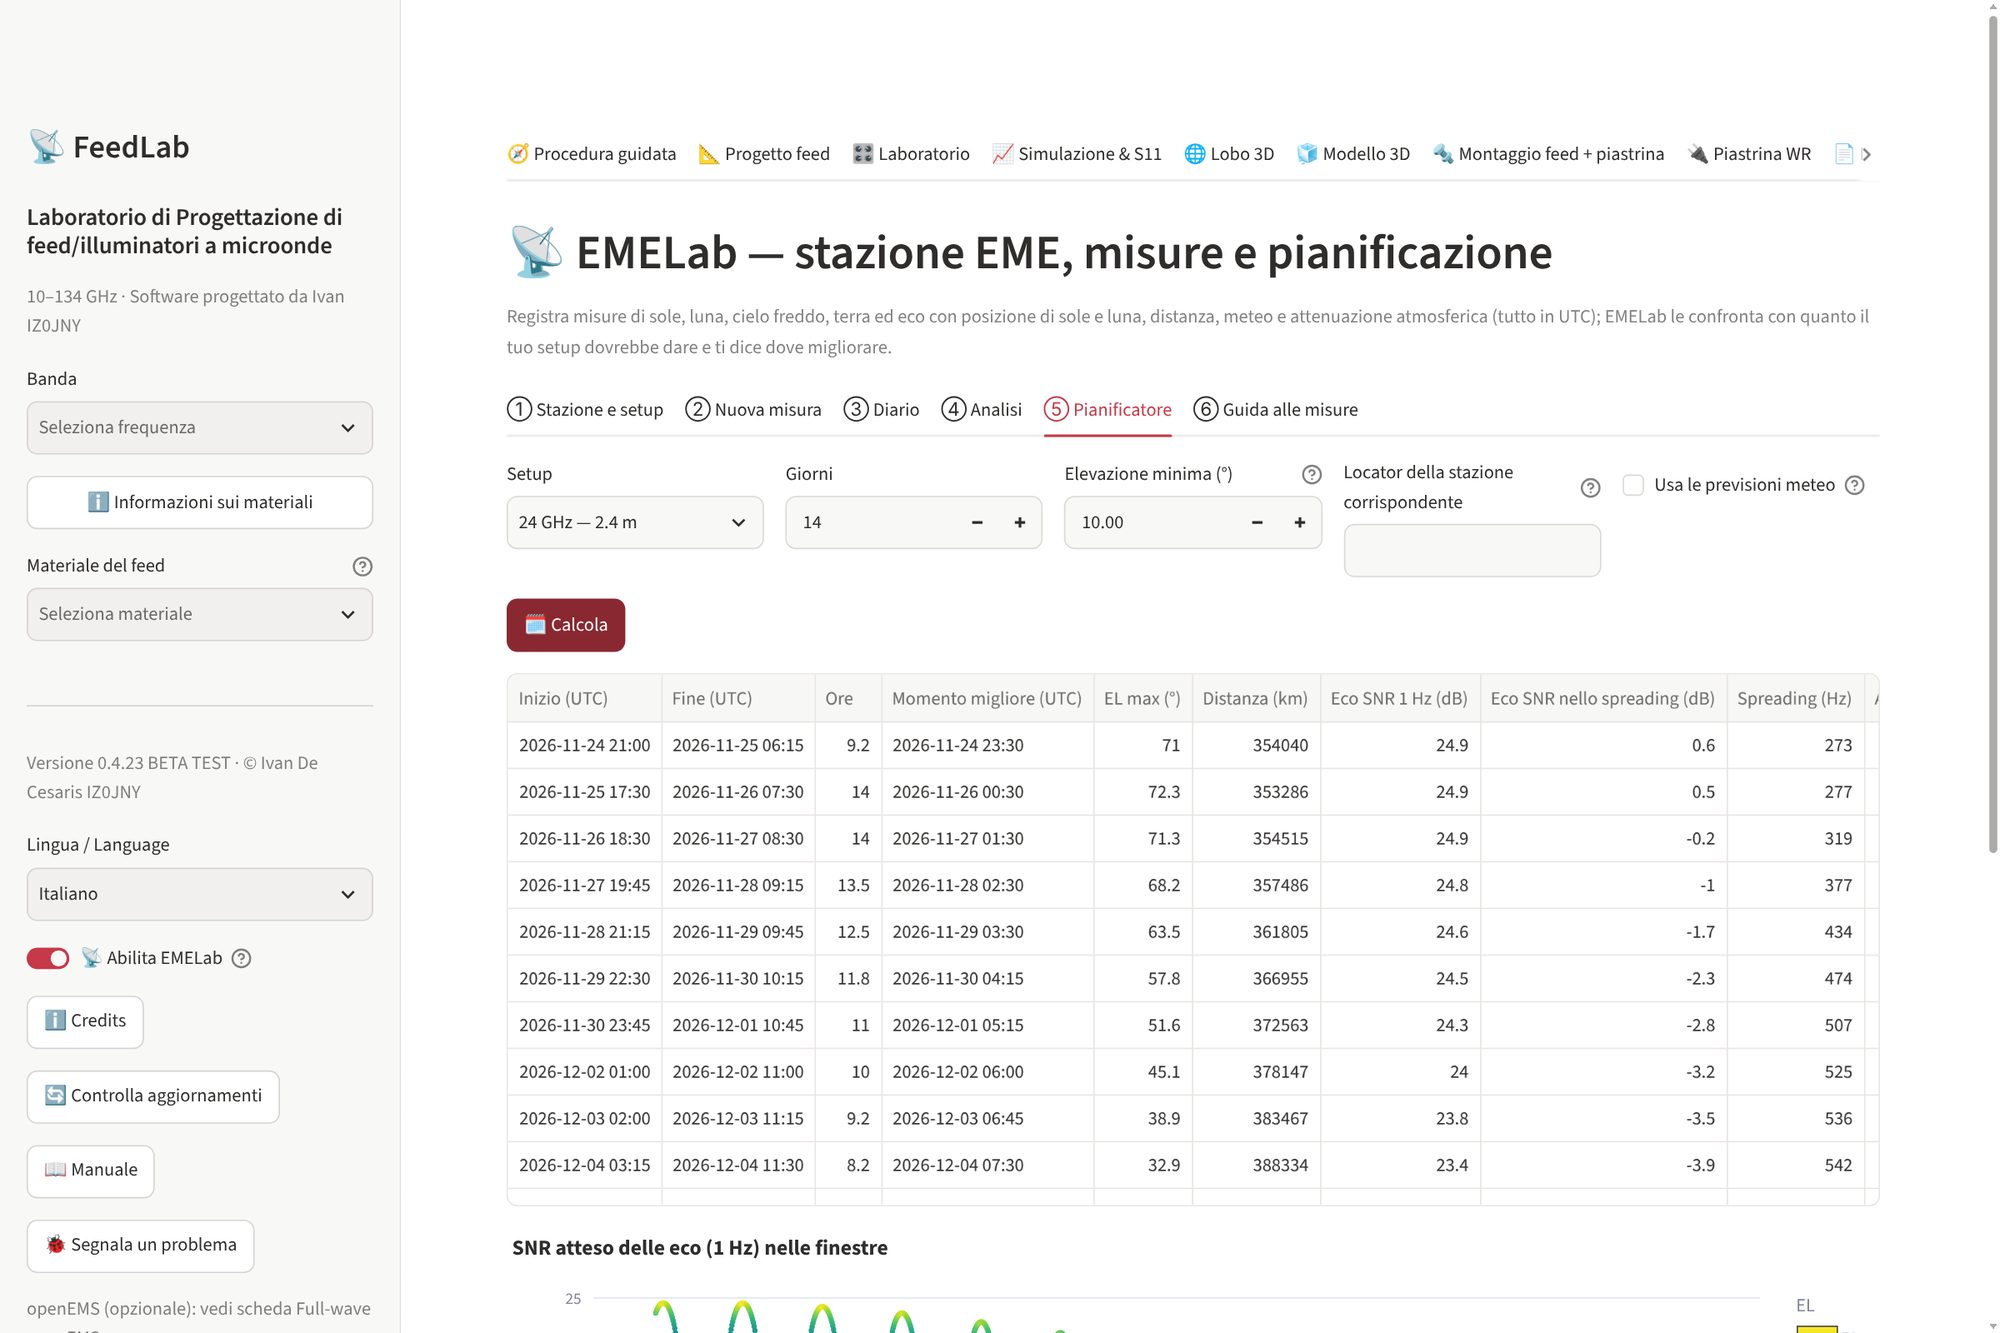 FeedLab
Laboratorio di Progettazione di
feed/illuminatori a microonde
10–134 GHz · Software progettato da Ivan
IZ0JNY
Banda
Seleziona frequenza
Informazioni sui materiali
Materiale del feed
Seleziona materiale
Versione 0.4.23 BETA TEST · © Ivan De
Cesaris IZ0JNY
Lingua / Language
Italiano
Abilita EMELab
Credits
Controlla aggiornamenti
Manuale
Segnala un problema
openEMS (opzionale): vedi scheda Full-wave
Procedura guidata Progetto feed Laboratorio Simulazione & S11 Lobo 3D Modello 3D Montaggio feed + piastrina Piastrina WR
EMELab — stazione EME, misure e pianificazione
Registra misure di sole, luna, cielo freddo, terra ed eco con posizione di sole e luna, distanza, meteo e attenuazione atmosferica (tutto in UTC); EMELab le confronta con quanto il
tuo setup dovrebbe dare e ti dice dove migliorare.
① Stazione e setup ② Nuova misura ③ Diario ④ Analisi ⑤ Pianificatore ⑥ Guida alle misure
Setup
24 GHz — 2.4 m
Giorni
14
Elevazione minima (°)
10.00
Locator della stazione
corrispondente
Usa le previsioni meteo
Calcola
Inizio (UTC) Fine (UTC) Ore Momento migliore (UTC) EL max (°) Distanza (km) Eco SNR 1 Hz (dB) Eco SNR nello spreading (dB) Spreading (Hz)
2026-11-24 21:00 2026-11-25 06:15 9.2 2026-11-24 23:30 71 354040 24.9 0.6 273
2026-11-25 17:30 2026-11-26 07:30 14 2026-11-26 00:30 72.3 353286 24.9 0.5 277
2026-11-26 18:30 2026-11-27 08:30 14 2026-11-27 01:30 71.3 354515 24.9 -0.2 319
2026-11-27 19:45 2026-11-28 09:15 13.5 2026-11-28 02:30 68.2 357486 24.8 -1 377
2026-11-28 21:15 2026-11-29 09:45 12.5 2026-11-29 03:30 63.5 361805 24.6 -1.7 434
2026-11-29 22:30 2026-11-30 10:15 11.8 2026-11-30 04:15 57.8 366955 24.5 -2.3 474
2026-11-30 23:45 2026-12-01 10:45 11 2026-12-01 05:15 51.6 372563 24.3 -2.8 507
2026-12-02 01:00 2026-12-02 11:00 10 2026-12-02 06:00 45.1 378147 24 -3.2 525
2026-12-03 02:00 2026-12-03 11:15 9.2 2026-12-03 06:45 38.9 383467 23.8 -3.5 536
2026-12-04 03:15 2026-12-04 11:30 8.2 2026-12-04 07:30 32.9 388334 23.4 -3.9 542
SNR atteso delle eco (1 Hz) nelle finestre
25
EL